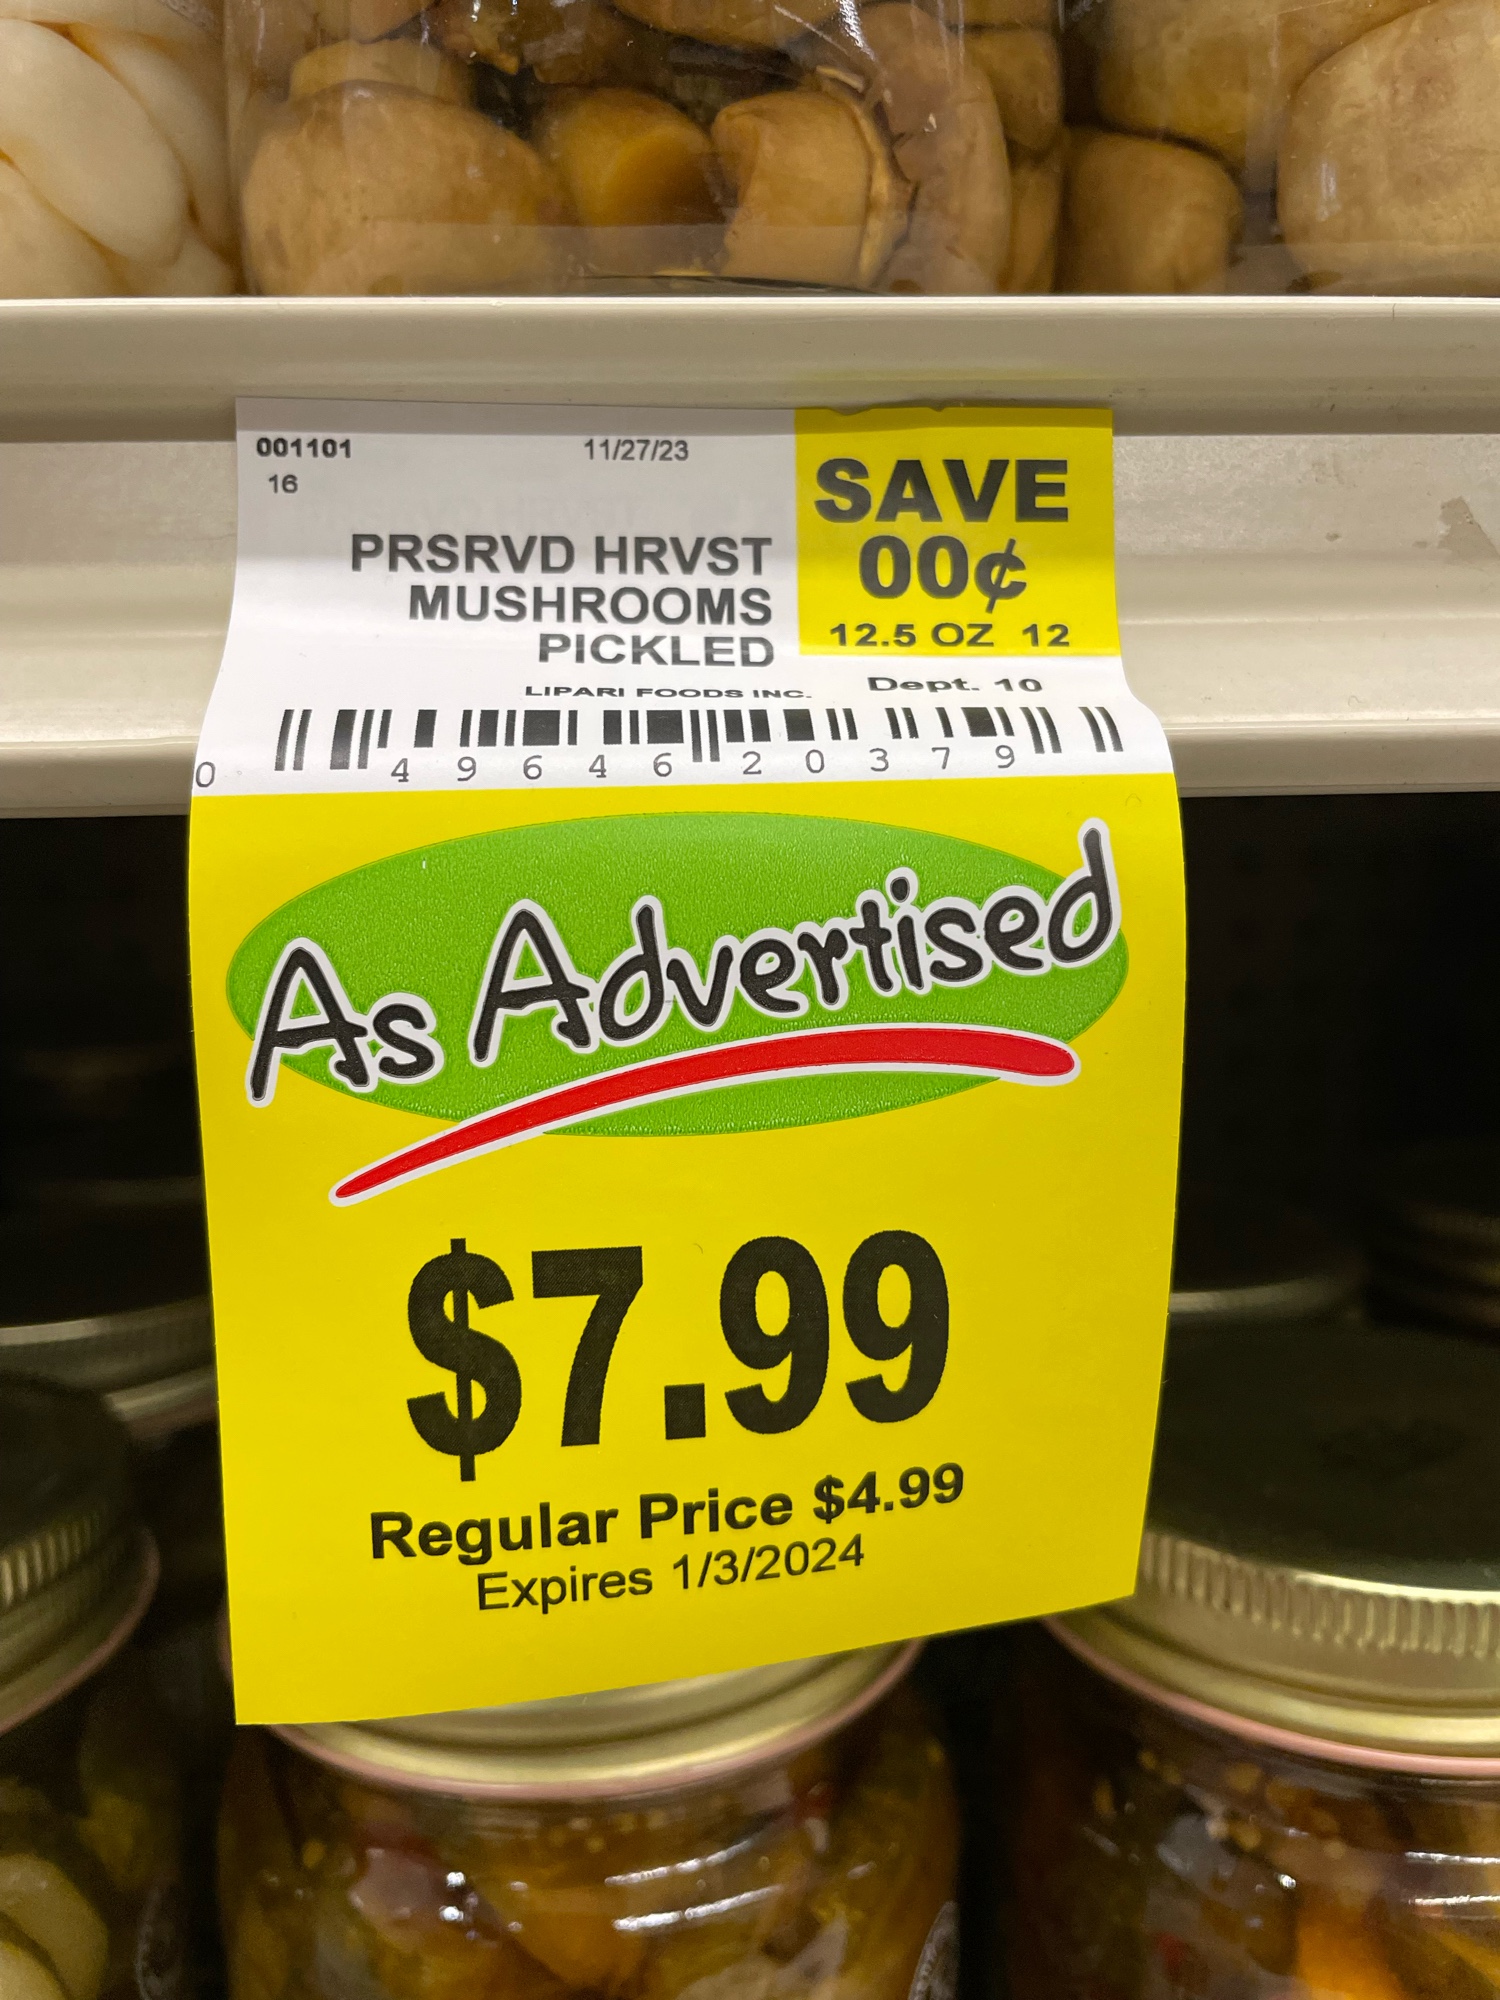 001101 11/27/23
16
SAVE
00¢
12.5 OZ 12
PRSRVD HRVST
MUSHROOMS
PICKLED
LIPARI FOODS INC. Dept. 10
0 49646 20379
As Advertised
$7.99
Regular Price $4.99
Expires 1/3/2024